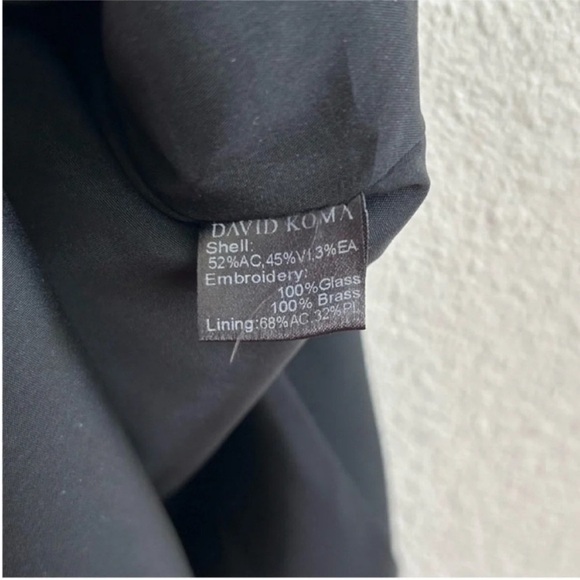 DAVID KOMA
Shell:
52%AC,45%VI,3%EA
Embroidery:
100%Glass
100% Brass
Lining:68%AC,32%PL